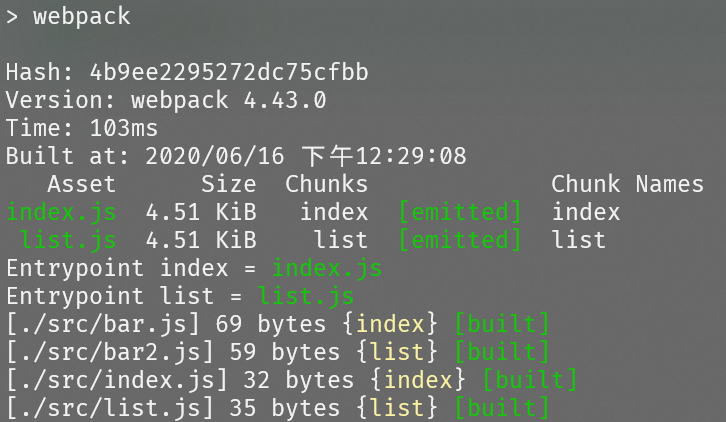 > webpack
Hash: 4b9ee2295272dc75cfbb
Version: webpack 4.43.0
Time: 103ms
Built at: 2020/06/16 下午12:29:08
Asset Size Chunks Chunk Names
index.js 4.51 KiB index [emitted] index
list.js 4.51 KiB list [emitted] list
Entrypoint index = index.js
Entrypoint list = list.js
[./src/bar.js] 69 bytes {index} [built]
[./src/bar2.js] 59 bytes {list} [built]
[./src/index.js] 32 bytes {index} [built]
[./src/list.js] 35 bytes {list} [built]